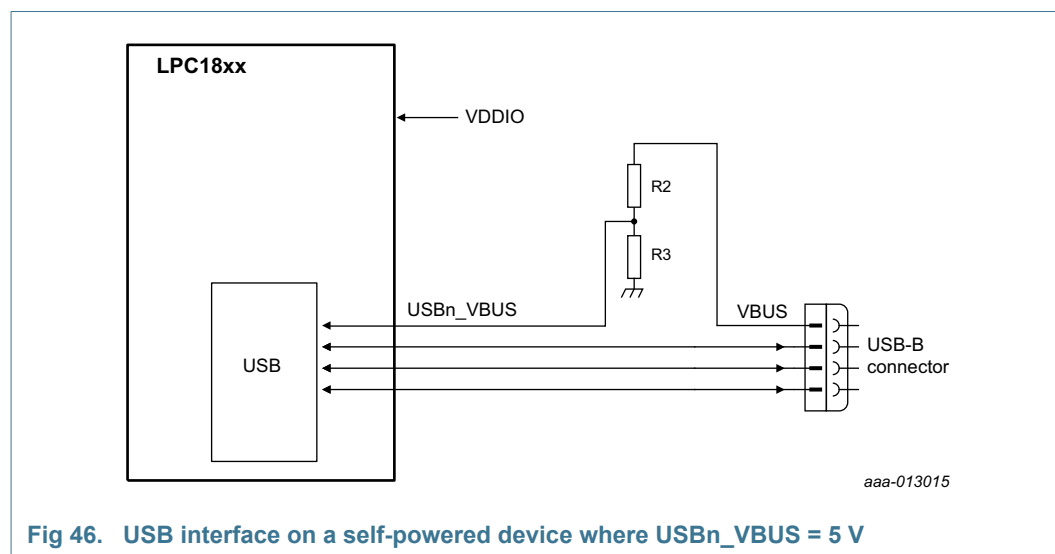 LPC18xx
VDDIO
R2
R3
USBn_VBUS
VBUS
USB
USB-B
connector
aaa-013015
Fig 46. USB interface on a self-powered device where USBn_VBUS = 5 V